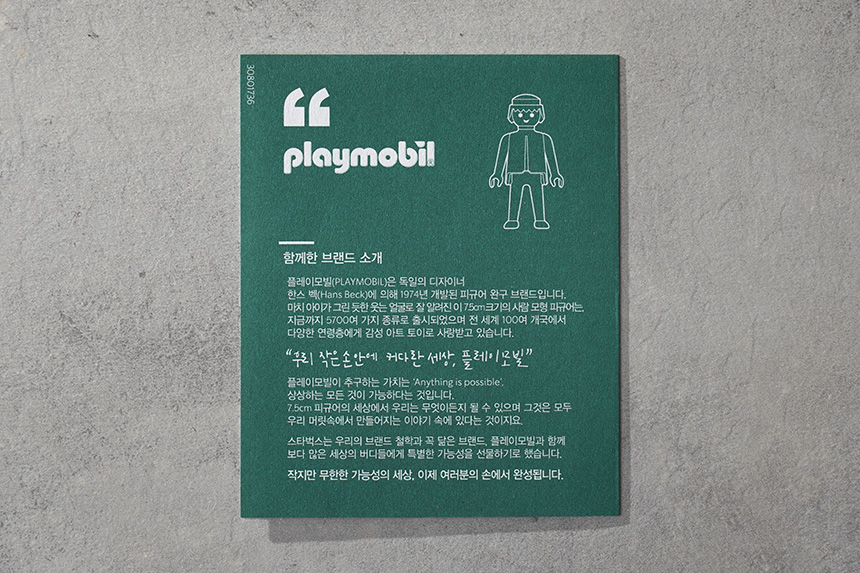 30801736
“
playmobil®
함께한 브랜드 소개
플레이모빌(PLAYMOBIL)은 독일의 디자이너
한스 벡(Hans Beck)에 의해 1974년 개발된 피규어 완구 브랜드입니다.
마치 아이가 그린 듯한 웃는 얼굴로 잘 알려진 이 7.5cm크기의 사람 모형 피규어는,
지금까지 5700여 가지 종류로 출시되었으며 전 세계 100여 개국에서
다양한 연령층에게 감성 아트 토이로 사랑받고 있습니다.
“우리 작은 손안에 커다란 세상, 플레이모빌”
플레이모빌이 추구하는 가치는 ‘Anything is possible’,
상상하는 모든 것이 가능하다는 것입니다.
7.5cm 피규어의 세상에서 우리는 무엇이든지 될 수 있으며 그것은 모두
우리 머릿속에서 만들어지는 이야기 속에 있다는 것이지요.
스타벅스는 우리의 브랜드 철학과 꼭 닮은 브랜드, 플레이모빌과 함께
보다 많은 세상의 버디들에게 특별한 가능성을 선물하기로 했습니다.
작지만 무한한 가능성의 세상, 이제 여러분의 손에서 완성됩니다.